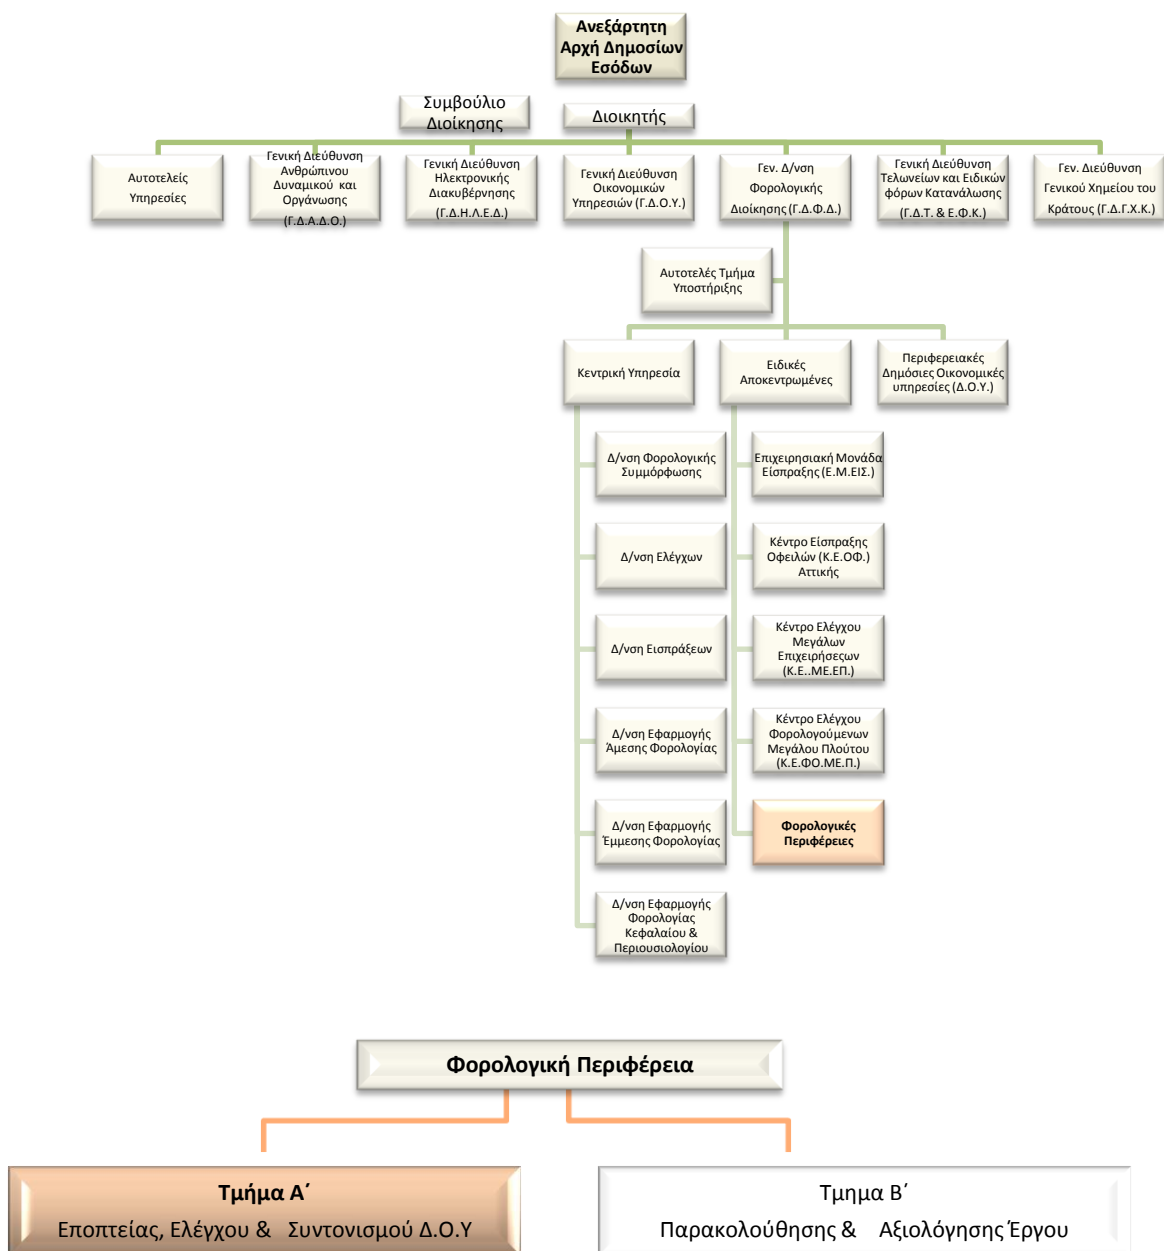 Ανεξάρτητη
Αρχή Δημοσίων
Εσόδων
Συμβούλιο
Διοίκησης
Διοικητής
Αυτοτελείς
Υπηρεσίες
Γενική Διεύθυνση
Ανθρώπινου
Δυναμικού και
Οργάνωσης
(Γ.Δ.Α.Δ.Ο.)
Γενική Διεύθυνση
Ηλεκτρονικής
Διακυβέρνησης
(Γ.Δ.Η.Λ.Ε.Δ.)
Γενική Διεύθυνση
Οικονομικών
Υπηρεσιών (Γ.Δ.Ο.Υ.)
Γεν. Δ/νση
Φορολογικής
Διοίκησης (Γ.Δ.Φ.Δ.)
Γενική Διεύθυνση
Τελωνείων και Ειδικών
φόρων Κατανάλωσης
(Γ.Δ.Τ. & Ε.Φ.Κ.)
Γεν. Διεύθυνση
Γενικού Χημείου του
Κράτους (Γ.Δ.Γ.Χ.Κ.)
Αυτοτελές Τμήμα
Υποστήριξης
Κεντρική Υπηρεσία
Ειδικές
Αποκεντρωμένες
Περιφερειακές
Δημόσιες Οικονομικές
υπηρεσίες (Δ.Ο.Υ.)
Δ/νση Φορολογικής
Συμμόρφωσης
Δ/νση Ελέγχων
Δ/νση Εισπράξεων
Δ/νση Εφαρμογής
Άμεσης Φορολογίας
Δ/νση Εφαρμογής
Έμμεσης Φορολογίας
Δ/νση Εφαρμογής
Φορολογίας
Κεφαλαίου &
Περιουσιολογίου
Επιχειρησιακή Μονάδα
Είσπραξης (Ε.Μ.ΕΙΣ.)
Κέντρο Είσπραξης
Οφειλών (Κ.Ε.ΟΦ.)
Αττικής
Κέντρο Ελέγχου
Μεγάλων
Επιχειρήσεςων
(Κ.Ε..ΜΕ.ΕΠ.)
Κέντρο Ελέγχου
Φορολογούμενων
Μεγάλου Πλούτου
(Κ.Ε.ΦΟ.ΜΕ.Π.)
Φορολογικές
Περιφέρειες
Φορολογική Περιφέρεια
Τμήμα Α΄
Εποπτείας, Ελέγχου & Συντονισμού Δ.Ο.Υ
Τμημα Β΄
Παρακολούθησης & Αξιολόγησης Έργου